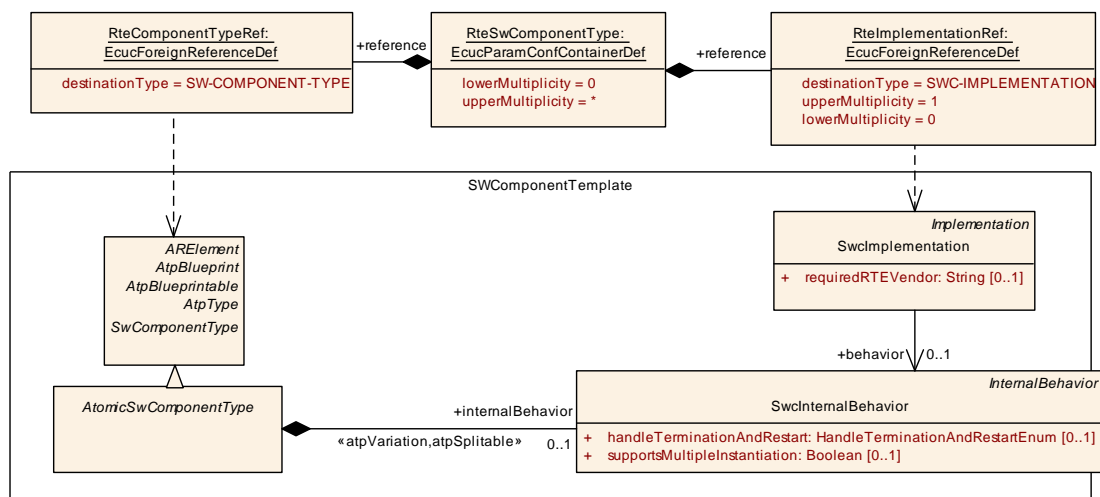 RteComponentTypeRef:
EcucForeignReferenceDef
destinationType = SW-COMPONENT-TYPE
+reference
RteSwComponentType:
EcucParamConfContainerDef
lowerMultiplicity = 0
upperMultiplicity = *
+reference
RteImplementationRef:
EcucForeignReferenceDef
destinationType = SWC-IMPLEMENTATION
upperMultiplicity = 1
lowerMultiplicity = 0
SWComponentTemplate
ARElement
AtpBlueprint
AtpBlueprintable
AtpType
SwComponentType
Implementation
SwcImplementation
+ requiredRTEVendor: String [0..1]
+behavior
0..1
AtomicSwComponentType
+internalBehavior
«atpVariation,atpSplitable»
0..1
InternalBehavior
SwcInternalBehavior
+ handleTerminationAndRestart: HandleTerminationAndRestartEnum [0..1]
+ supportsMultipleInstantiation: Boolean [0..1]